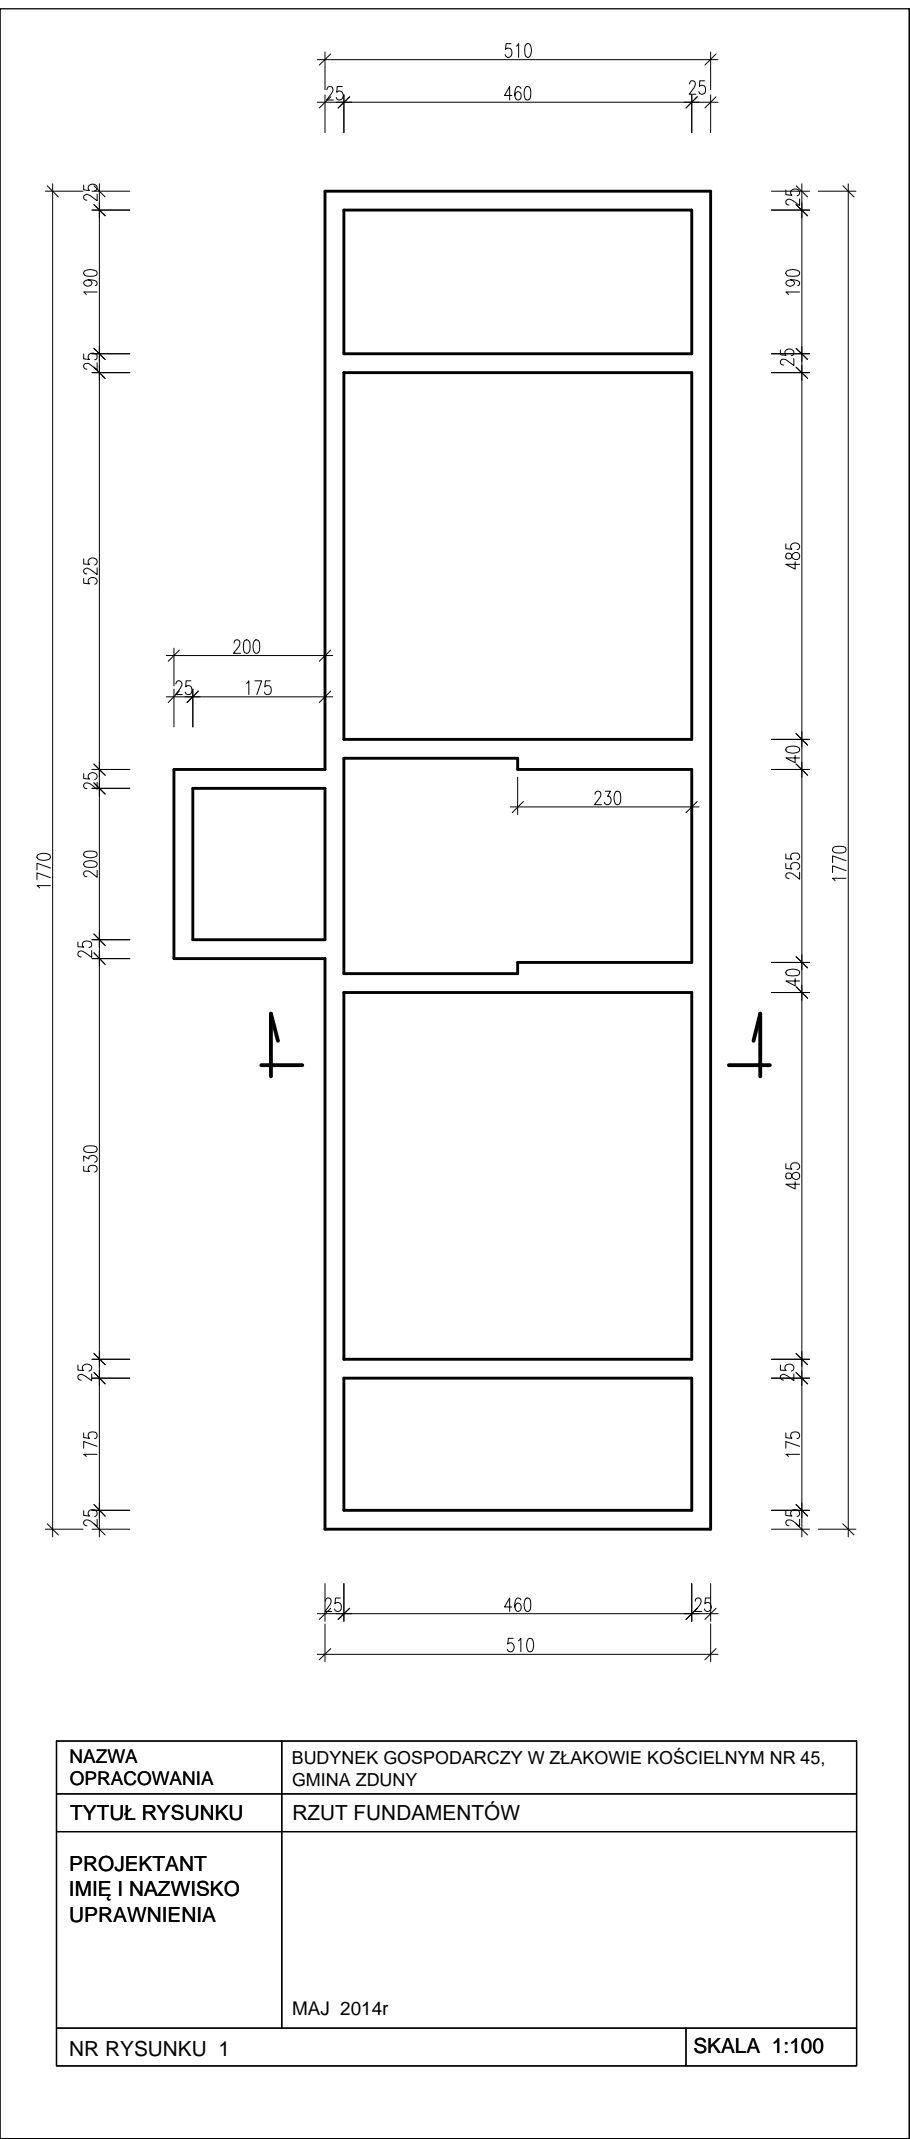 510
25 460 25
25 25
190 190
25 25
525 485
200
25 175
25 40
230
1770 200 255 1770
25 40
530 485
25 25
175 175
25 25
25 460 25
510
NAZWA
OPRACOWANIA
BUDYNEK GOSPODARCZY W ZŁAKOWIE KOŚCIELNYM NR 45,
GMINA ZDUNY
TYTUŁ RYSUNKU
RZUT FUNDAMENTÓW
PROJEKTANT
IMIĘ I NAZWISKO
UPRAWNIENIA
MAJ 2014r
NR RYSUNKU 1
SKALA 1:100